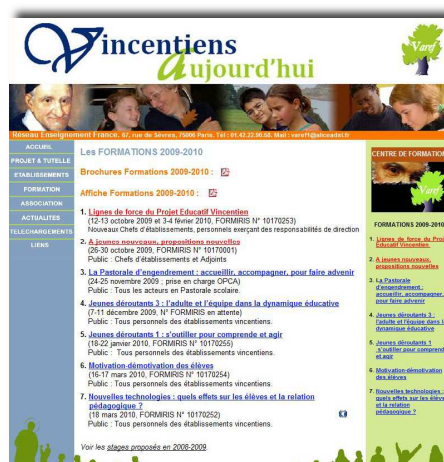 Vincentiens
aujourd'hui
Varef
Réseau Enseignement France. 67, rue de Sèvres, 75006 Paris. Tél : 01.42.22.90.68. Mail :
ACCUEIL
PROJET & TUTELLE
ETABLISSEMENTS
FORMATION
ASSOCIATION
ACTUALITES
TELECHARGEMENTS
LIENS
Les FORMATIONS 2009-2010
Brochures Formations 2009-2010 :
Affiche Formations 2009-2010 :
1. Lignes de force du Projet Educatif Vincentien
(12-13 octobre 2009 et 3-4 février 2010, FORMIRIS N° 10170253)
Nouveaux Chefs d'établissements, personnels exerçant des responsabilités de direction
2. A jeunes nouveaux, propositions nouvelles
(26-30 octobre 2009, FORMIRIS N° 10170001)
Public : Chefs d'établissements et Adjoints
3. La Pastorale d'engendrement : accueillir, accompagner, pour faire advenir
(24-25 novembre 2009 ; prise en charge OPCA)
Public : Tous les acteurs en Pastorale scolaire.
4. Jeunes déroutants 3 : l'adulte et l'équipe dans la dynamique éducative
(7-11 décembre 2009, N° FORMIRIS en attente)
Public : Tous personnels des établissements vincentiens.
5. Jeunes déroutants 1 : s'outiller pour comprende et agir
(18-22 janvier 2010, FORMIRIS N° 10170255)
Public : Tous personnels des établissements vincentiens.
6. Motivation-démotivation des élèves
(16-17 mars 2010, FORMIRIS N° 10170254)
Public : Tous personnels des établissements vincentiens.
7. Nouvelles technologies : quels effets sur les élèves et la relation
pédagogique ?
(18 mars 2010, FORMIRIS N° 10170252)
Public : Tous personnels des établissements vincentiens.
Voir les stages proposés en 2008-2009
CENTRE DE FORMATION
Varef
FORMATIONS 2009-2010
1. Lignes de force du Projet
Educatif Vincentien
2. A jeunes nouveaux,
propositions nouvelles
3. La Pastorale
d'engendrement :
accueillir, accompagner,
pour faire advenir
4. Jeunes déroutants 3 :
l'adulte et l'équipe dans la
dynamique éducative
5. Jeunes déroutants 1
s'outiller pour comprende
et agir
6. Motivation-démotivation
des élèves
7. Nouvelles technologies :
quels effets sur les élèves
et la relation
pédagogique ?